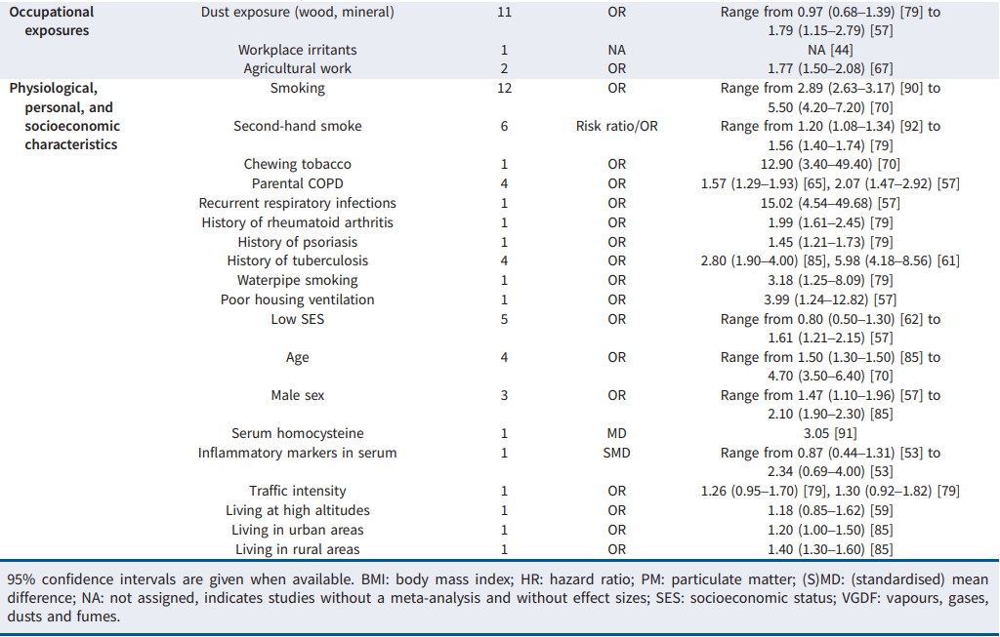 Occupational Dust exposure (wood, mineral) 11 OR Range from 0.97 (0.68–1.39) [79] to
exposures 1.79 (1.15–2.79) [57]
Workplace irritants 1 NA NA [44]
Agricultural work 2 OR 1.77 (1.50–2.08) [67]
Physiological, Smoking 12 OR Range from 2.89 (2.63–3.17) [90] to
personal, and 5.50 (4.20–7.20) [70]
socioeconomic Second-hand smoke 6 Risk ratio/OR Range from 1.20 (1.08–1.34) [92] to
characteristics 1.56 (1.40–1.74) [79]
Chewing tobacco 1 OR 12.90 (3.40–49.40) [70]
Parental COPD 4 OR 1.57 (1.29–1.93) [65], 2.07 (1.47–2.92) [57]
Recurrent respiratory infections 1 OR 15.02 (4.54–49.68) [57]
History of rheumatoid arthritis 1 OR 1.99 (1.61–2.45) [79]
History of psoriasis 1 OR 1.45 (1.21–1.73) [79]
History of tuberculosis 4 OR 2.80 (1.90–4.00) [85], 5.98 (4.18–8.56) [61]
Waterpipe smoking 1 OR 3.18 (1.25–8.09) [79]
Poor housing ventilation 1 OR 3.99 (1.24–12.82) [57]
Low SES 5 OR Range from 0.80 (0.50–1.30) [62] to
1.61 (1.21–2.15) [57]
Age 4 OR Range from 1.50 (1.30–1.50) [85] to
4.70 (3.50–6.40) [70]
Male sex 3 OR Range from 1.47 (1.10–1.96) [57] to
2.10 (1.90–2.30) [85]
Serum homocysteine 1 MD 3.05 [91]
Inflammatory markers in serum 1 SMD Range from 0.87 (0.44–1.31) [53] to
2.34 (0.69–4.00) [53]
Traffic intensity 1 OR 1.26 (0.95–1.70) [79], 1.30 (0.92–1.82) [79]
Living at high altitudes 1 OR 1.18 (0.85–1.62) [59]
Living in urban areas 1 OR 1.20 (1.00–1.50) [85]
Living in rural areas 1 OR 1.40 (1.30–1.60) [85]
95% confidence intervals are given when available. BMI: body mass index; HR: hazard ratio; PM: particulate matter; (S)MD: (standardised) mean
difference; NA: not assigned, indicates studies without a meta-analysis and without effect sizes; SES: socioeconomic status; VGDF: vapours, gases,
dusts and fumes.